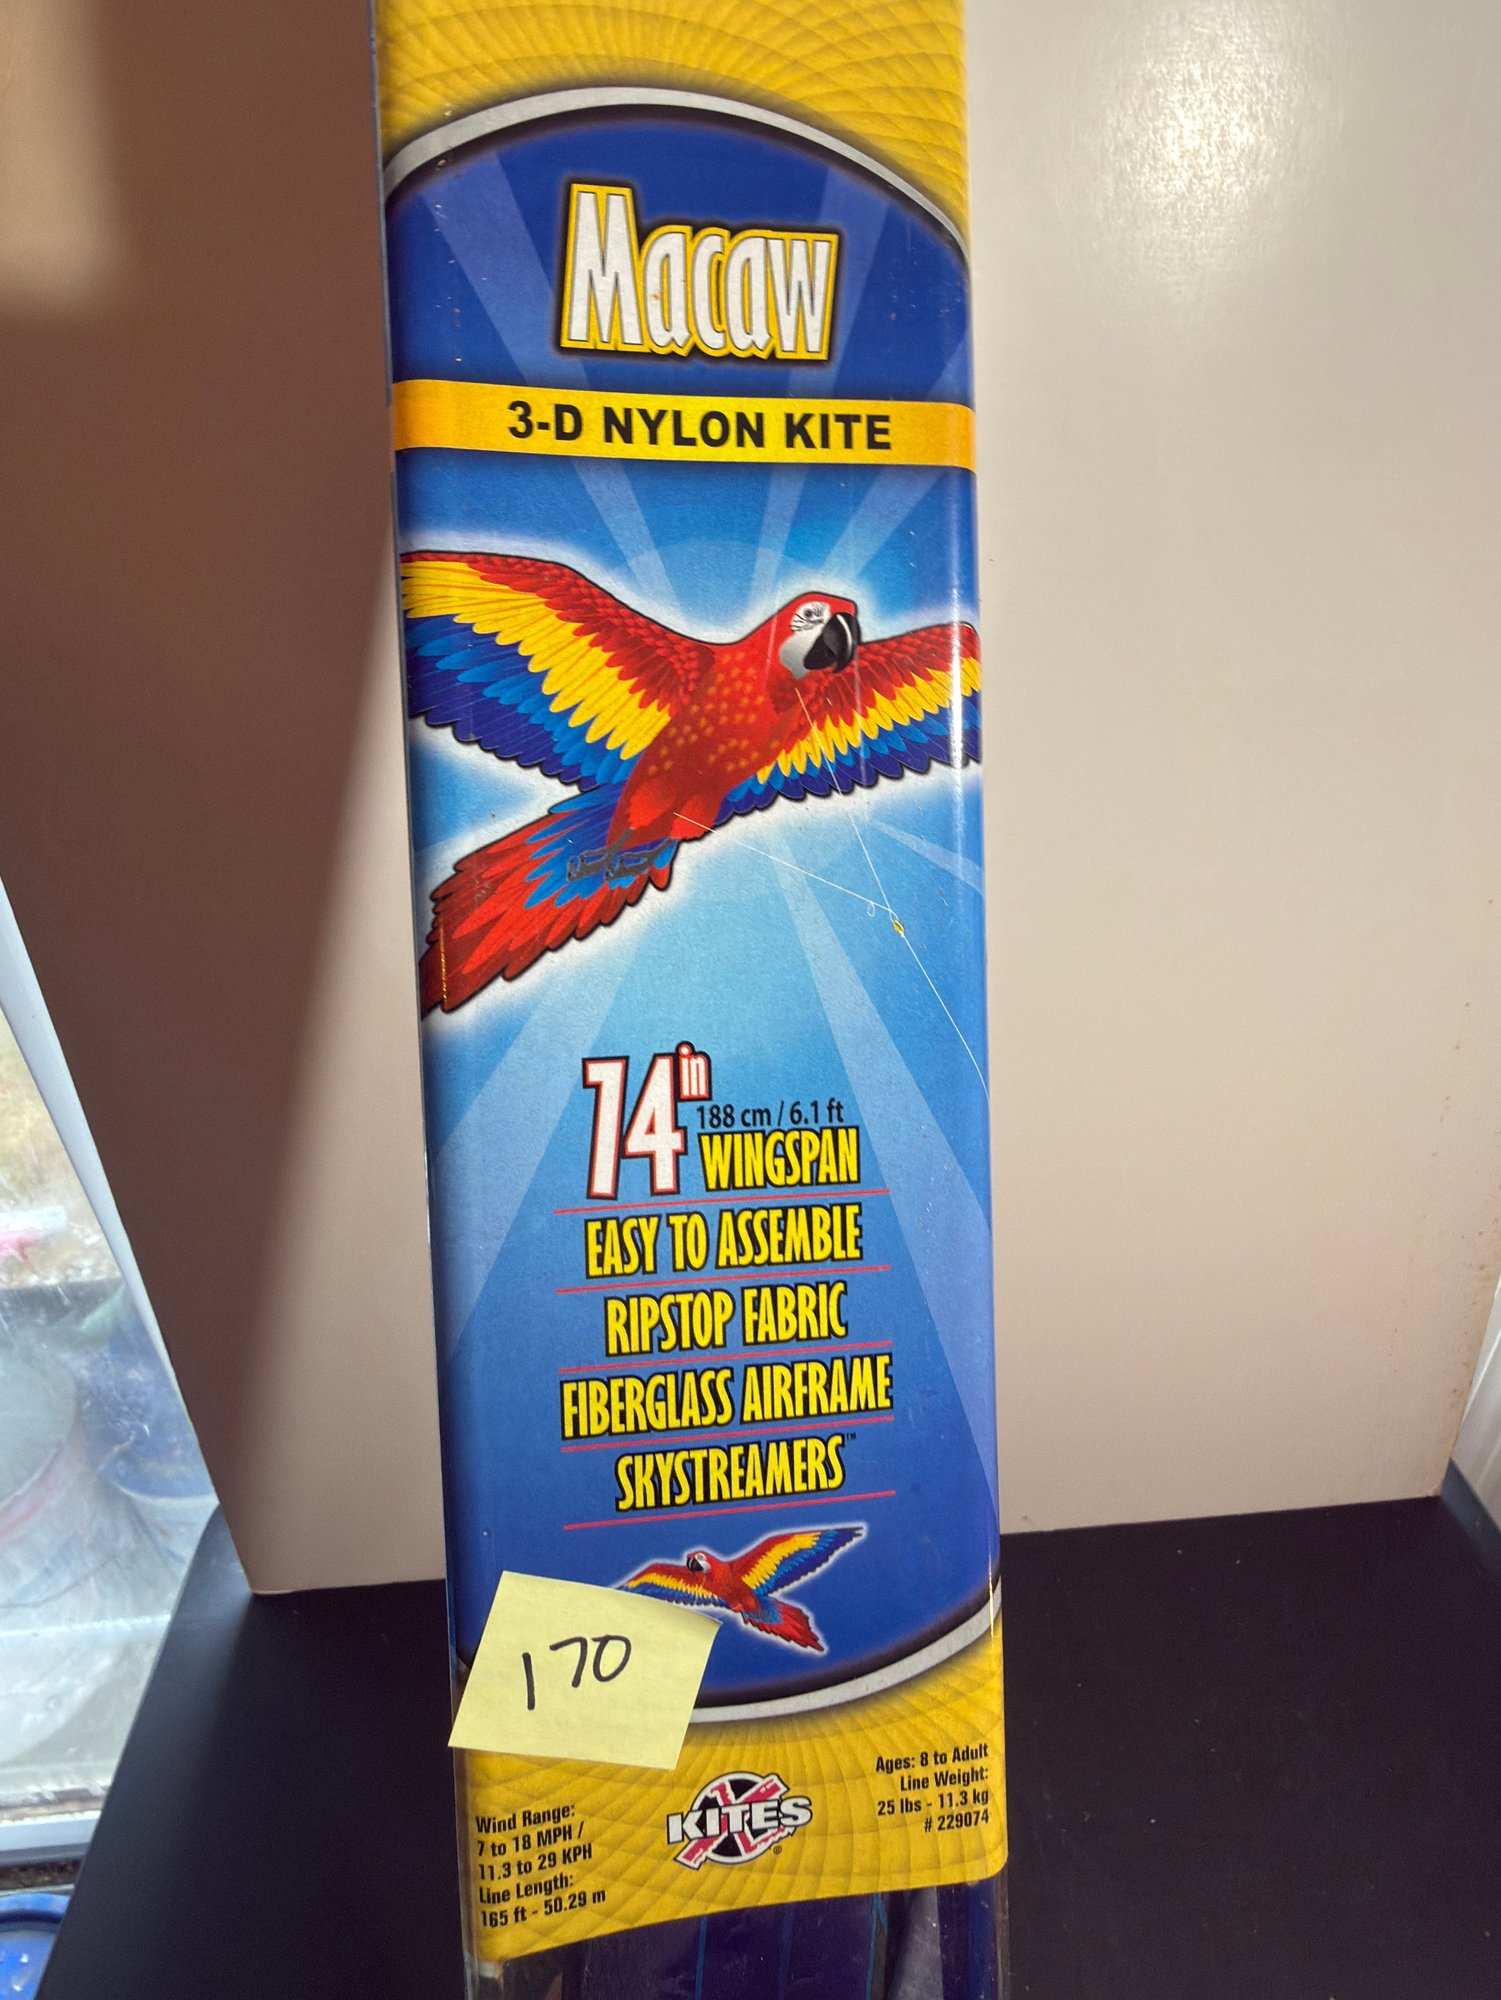 Macaw
3-D NYLON KITE
74in
188 cm / 6.1 ft
WINGSPAN
EASY TO ASSEMBLE
RIPSTOP FABRIC
FIBERGLASS AIRFRAME
SKYSTREAMERS™
170
Wind Range:
7 to 18 MPH /
11.3 to 29 KPH
Line Length:
165 ft - 50.29 m
X KITES®
Ages: 8 to Adult
Line Weight:
25 lbs - 11.3 kg
# 229074